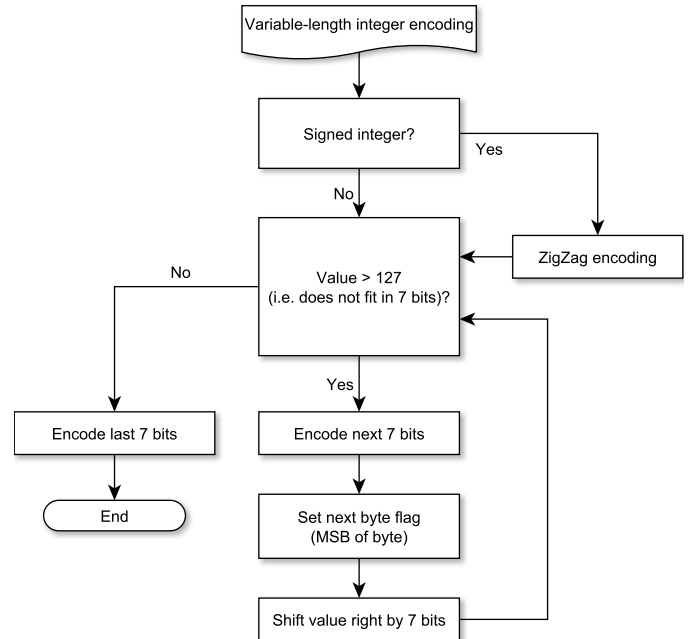 Variable-length integer encoding
Signed integer?
Yes
No
ZigZag encoding
Value > 127
(i.e. does not fit in 7 bits)?
No
Yes
Encode last 7 bits
Encode next 7 bits
End
Set next byte flag
(MSB of byte)
Shift value right by 7 bits